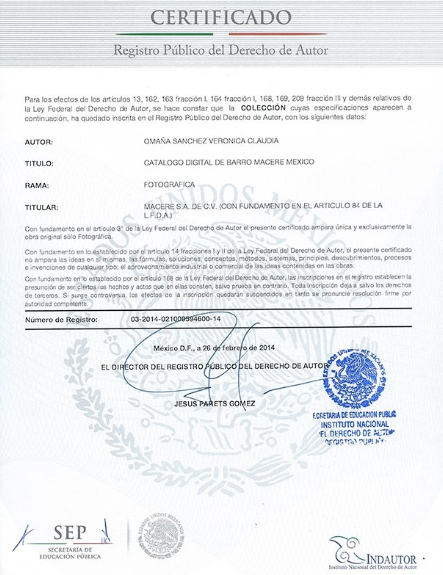 CERTIFICADO
Registro Público del Derecho de Autor
Para los efectos de los artículos 13, 162, 163 fracción I, 164 fracción I, 168, 169, 209 fracción III y demás relativos de
la Ley Federal del Derecho de Autor, se hace constar que la COLECCIÓN cuyas especificaciones aparecen a
continuación, ha quedado inscrita en el Registro Público del Derecho de Autor, con los siguientes datos:
AUTOR: OMAÑA SANCHEZ VERONICA CLAUDIA
TITULO: CATALOGO DIGITAL DE BARRO MACERE MEXICO
RAMA: FOTOGRAFICA
TITULAR: MACERE S.A. DE C.V. (CON FUNDAMENTO EN EL ARTICULO 84 DE LA
L.F.D.A.)
Con fundamento en el artículo 3° de la Ley Federal del Derecho de Autor el presente certificado ampara única y exclusivamente la
obra original sólo Fotográfica.
Con fundamento en lo establecido por el artículo 14 fracciones I y II de la Ley Federal del Derecho de Autor, el presente certificado
no ampara las ideas en sí mismas, las fórmulas, soluciones, conceptos, métodos, sistemas, principios, descubrimientos, procesos
e invenciones de cualquier tipo; el aprovechamiento industrial o comercial de las ideas contenidas en las obras.
Con fundamento en lo establecido por el artículo 168 de la Ley Federal del Derecho de Autor, las inscripciones en el registro establecen la
presunción de ser ciertos los hechos y actos que en ellas consten, salvo prueba en contrario. Toda inscripción deja a salvo los derechos
de terceros. Si surge controversia, los efectos de la inscripción quedarán suspendidos en tanto se pronuncie resolución firme por
autoridad competente.
Número de Registro: 03-2014-021009594600-14
México D.F., a 26 de febrero de 2014
EL DIRECTOR DEL REGISTRO PÚBLICO DEL DERECHO DE AUTOR
JESUS PARETS GOMEZ
SECRETARIA DE EDUCACION PUBLICA
INSTITUTO NACIONAL
DEL DERECHO DE AUTOR
REGISTRO PUBLICO
SEP
SECRETARÍA DE
EDUCACIÓN PÚBLICA
INDAUTOR
Instituto Nacional del Derecho de Autor